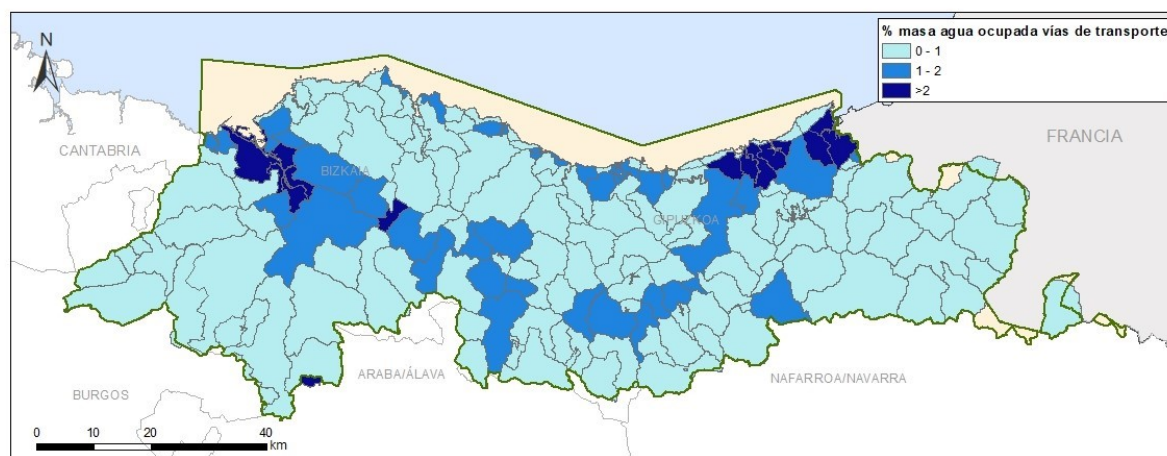 N
% masa agua ocupada vías de transporte
0 - 1
1 - 2
>2
CANTABRIA
FRANCIA
BIZKAIA
GIPUZKOA
ARABA/ÁLAVA
NAFARROA/NAVARRA
BURGOS
0 10 20 40
km